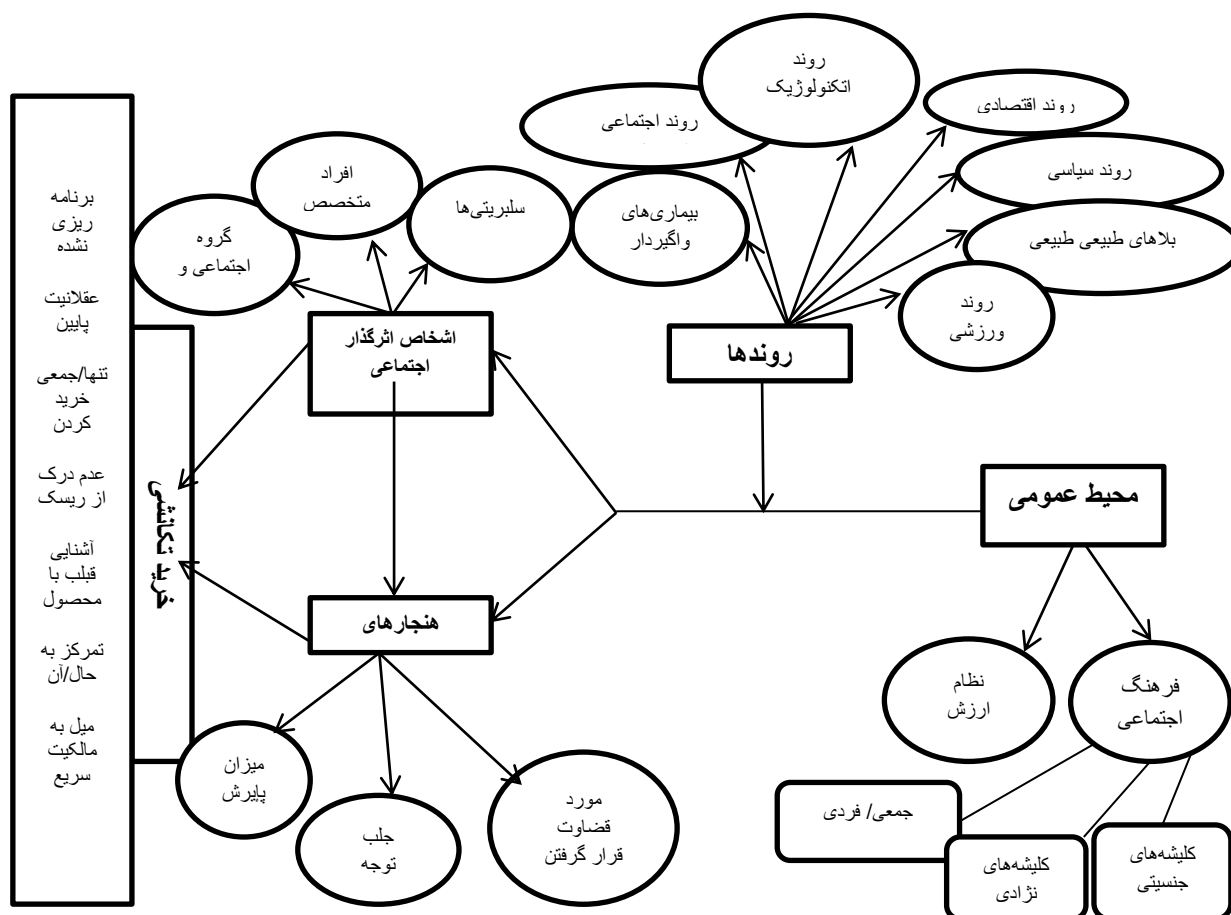 روند
اتکنولوژیک
روند اقتصادی
روند اجتماعی
روند سیاسی
افراد
متخصص
سلبریتی‌ها
بیماری‌های
واگیردار
بلاهای طبیعی طبیعی
گروه
اجتماعی و
روند
ورزشی
اشخاص اثرگذار
اجتماعی
روندها
برنامه
ریزی
نشده
عقلانیت
پایین
تنها/جمعی
خرید
کردن
عدم درک
از ریسک
آشنایی
قبلب با
محصول
تمرکز به
حال/آن
میل به
مالکیت
سریع
خرید تکانشی
محیط عمومی
هنجارهای
نظام
ارزش
فرهنگ
اجتماعی
میزان
پایرش
جلب
توجه
مورد
قضاوت
قرار گرفتن
جمعی/ فردی
کلیشه‌های
نژادی
کلیشه‌های
جنسیتی